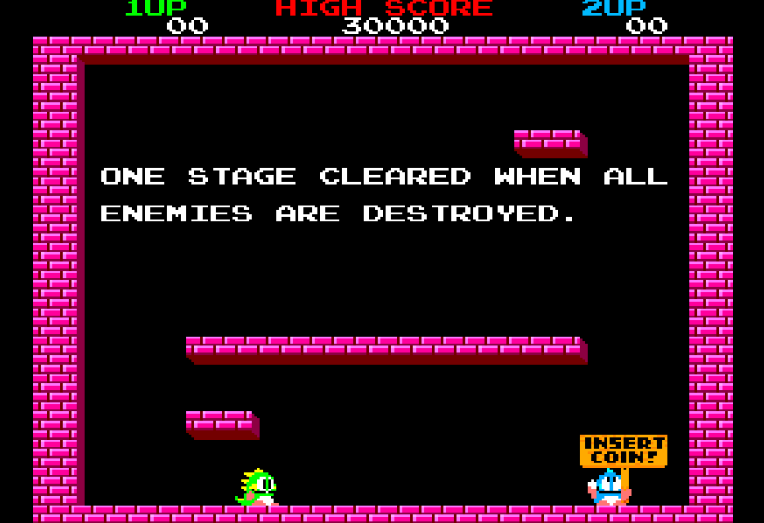 1UP HIGH SCORE 2UP
00 30000 00
ONE STAGE CLEARED WHEN ALL
ENEMIES ARE DESTROYED.
INSERT
COIN!